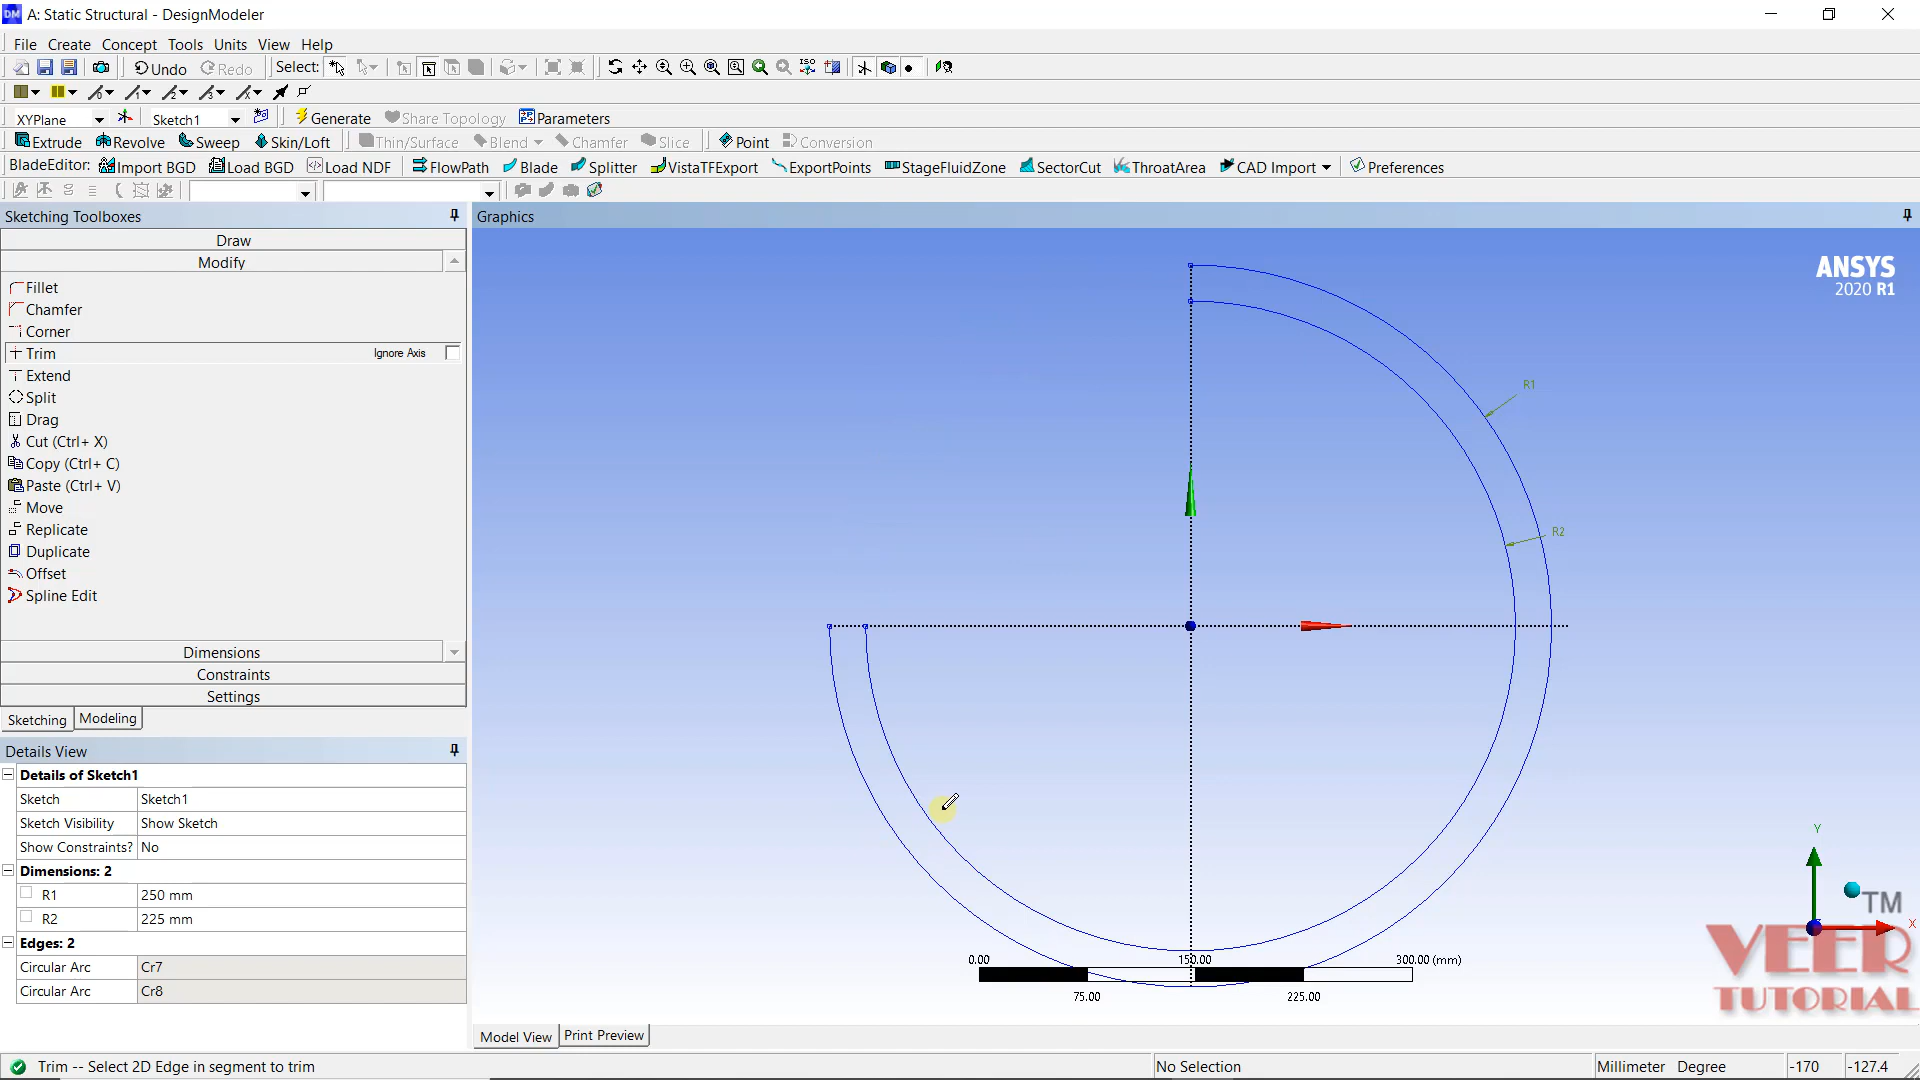 A: Static Structural - DesignModeler
File Create Concept Tools Units View Help
Undo Redo Select: ISO
XYPlane Sketch1 Generate Share Topology Parameters
Extrude Revolve Sweep Skin/Loft Thin/Surface Blend Chamfer Slice Point Conversion
BladeEditor: Import BGD Load BGD Load NDF FlowPath Blade Splitter VistaTFExport ExportPoints StageFluidZone SectorCut ThroatArea CAD Import Preferences
Sketching Toolboxes
Draw
Modify
Fillet
Chamfer
Corner
Trim Ignore Axis
Extend
Split
Drag
Cut (Ctrl+ X)
Copy (Ctrl+ C)
Paste (Ctrl+ V)
Move
Replicate
Duplicate
Offset
Spline Edit
Dimensions
Constraints
Settings
Sketching Modeling
Details View
Details of Sketch1
Sketch Sketch1
Sketch Visibility Show Sketch
Show Constraints? No
Dimensions: 2
R1 250 mm
R2 225 mm
Edges: 2
Circular Arc Cr7
Circular Arc Cr8
Graphics
ANSYS
2020 R1
R1
R2
0.00 150.00 300.00 (mm)
75.00 225.00
Y
X
TM
VEER
TUTORIAL
Model View Print Preview
Trim -- Select 2D Edge in segment to trim No Selection Millimeter Degree -170 -127.4